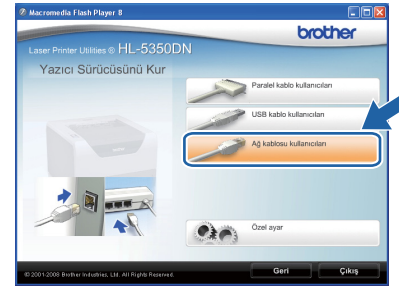 Macromedia Flash Player 8
brother
Laser Printer Utilities © HL-5350DN
Yazıcı Sürücüsünü Kur
Paralel kablo kullanıcıları
USB kablo kullanıcıları
Ağ kablosu kullanıcıları
Özel ayar
© 2001-2008 Brother Industries, Ltd. All Rights Reserved.
Geri
Çıkış